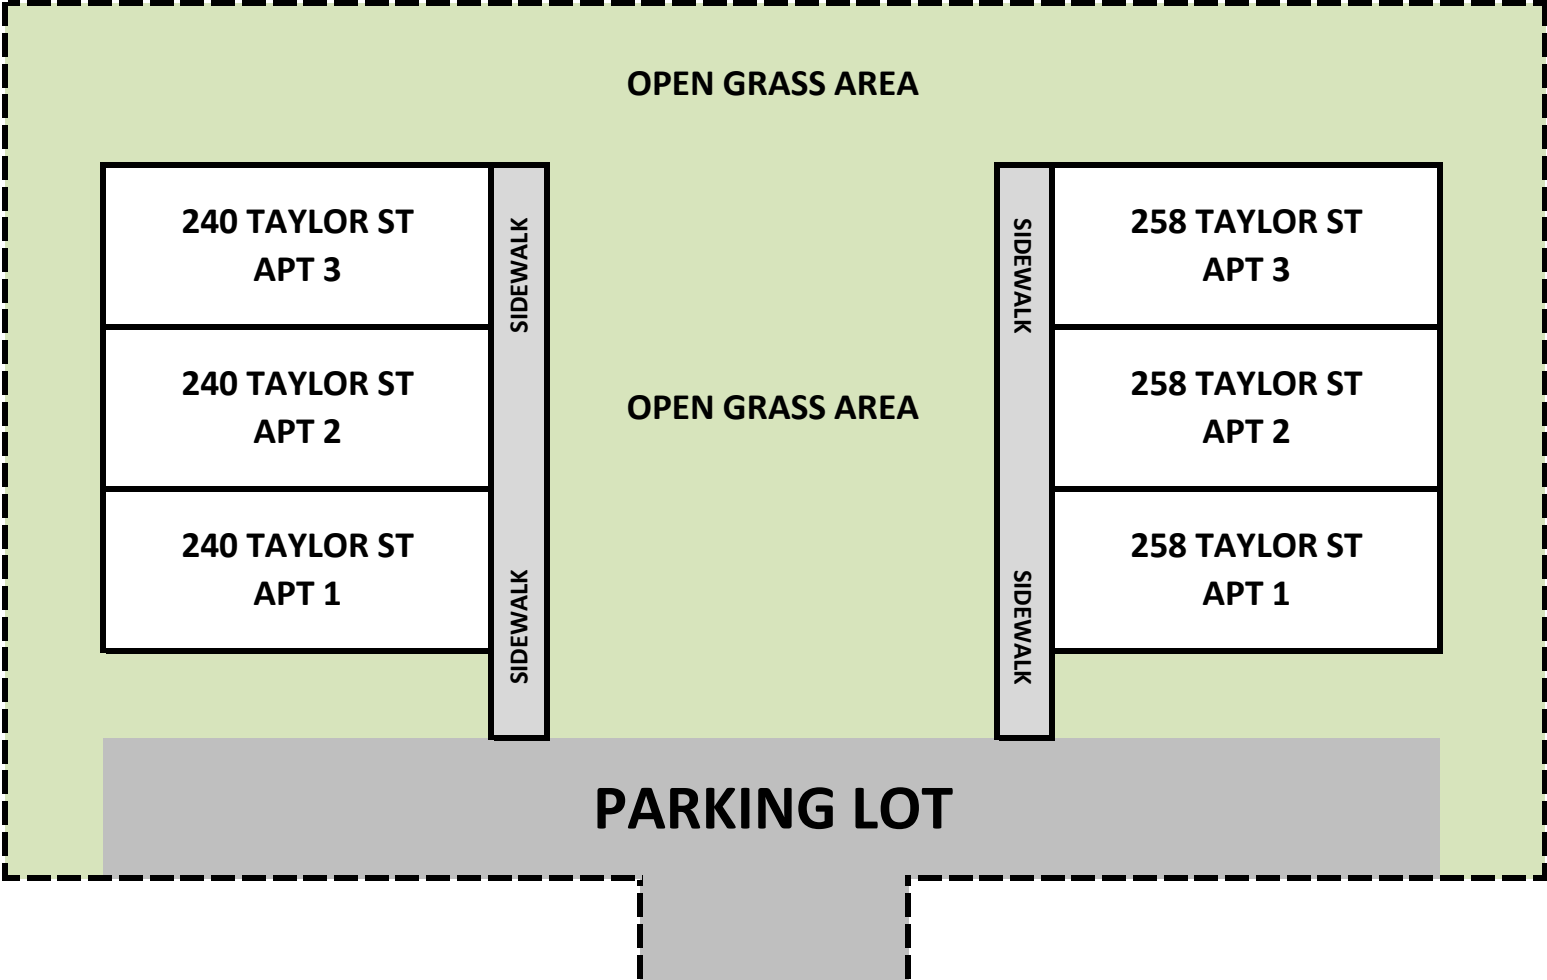 OPEN GRASS AREA
240 TAYLOR ST
APT 3
SIDEWALK
SIDEWALK
258 TAYLOR ST
APT 3
240 TAYLOR ST
APT 2
OPEN GRASS AREA
258 TAYLOR ST
APT 2
240 TAYLOR ST
APT 1
SIDEWALK
SIDEWALK
258 TAYLOR ST
APT 1
PARKING LOT